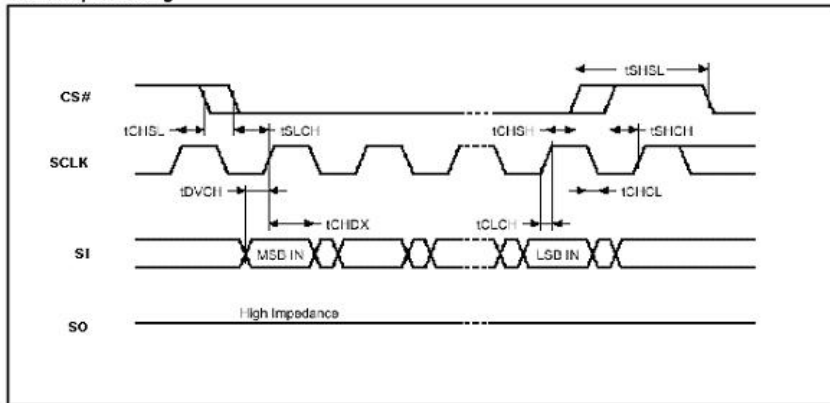 tSHSL
CS#
tCHSL
tSLCH
tCHSH
tSHCH
SCLK
tDVCH
tCHDX
tCLCH
tCHCL
SI
MSB IN
LSB IN
High Impedance
SO